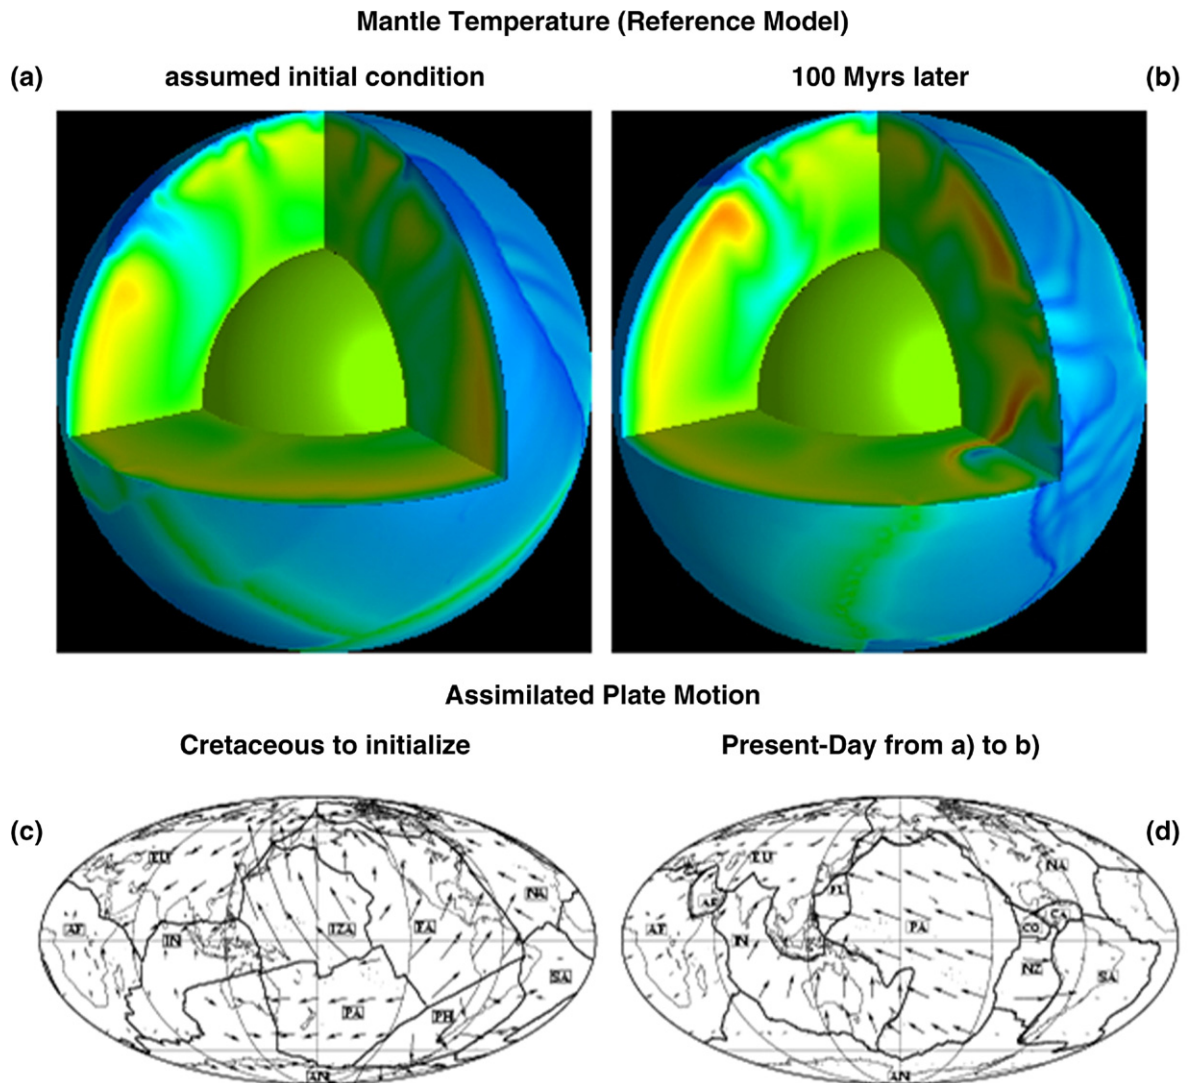 Mantle Temperature (Reference Model)
(a) assumed initial condition 100 Myrs later (b)
Assimilated Plate Motion
Cretaceous to initialize Present-Day from a) to b)
(c) (d)
EU
NA
AF IN IZA FA
SA
PA PH
AN
EU NA
AR PL
CA
AF IN PA CO
NZ SA
AN